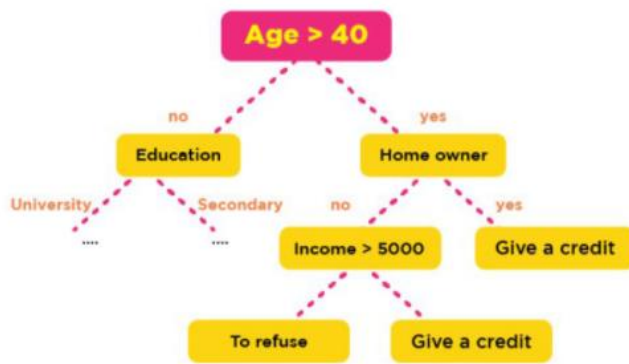 Age > 40
no
yes
Education
Home owner
University
Secondary
no
yes
....
....
Income > 5000
Give a credit
To refuse
Give a credit